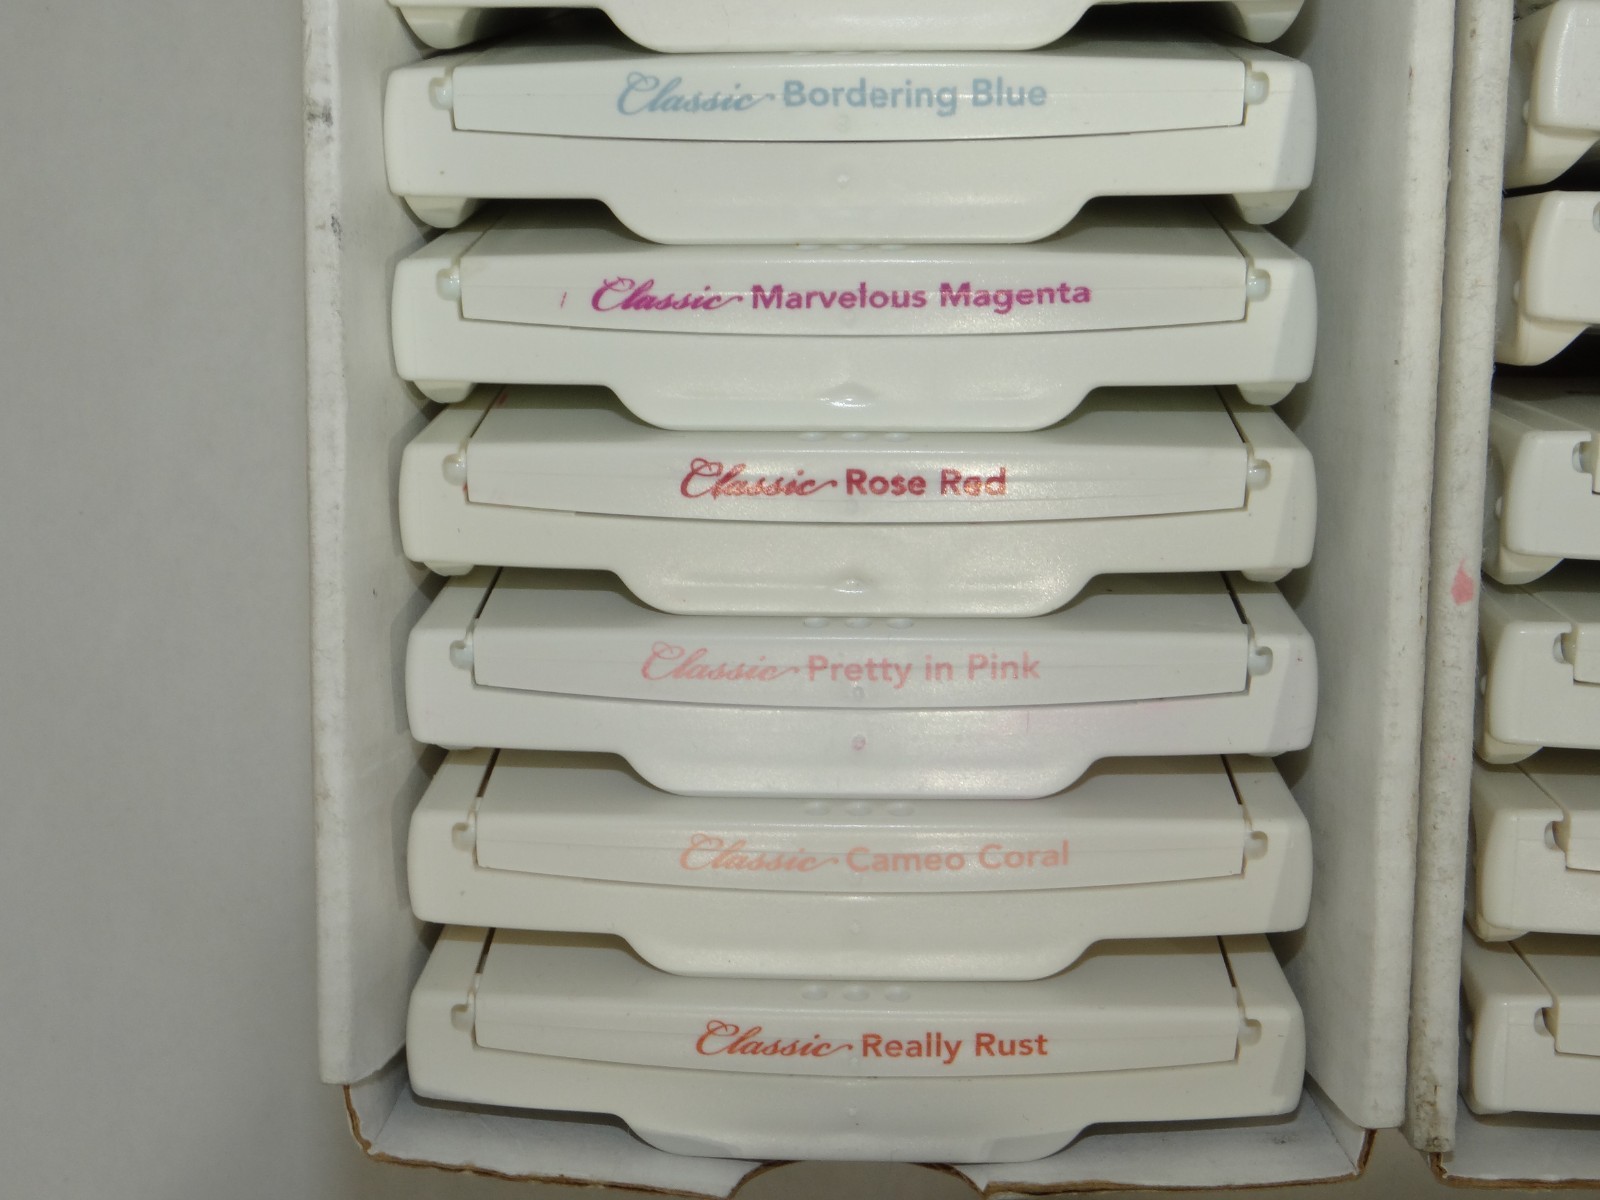 Classic Bordering Blue
Classic Marvelous Magenta
Classic Rose Red
Classic Pretty in Pink
Classic Cameo Coral
Classic Really Rust